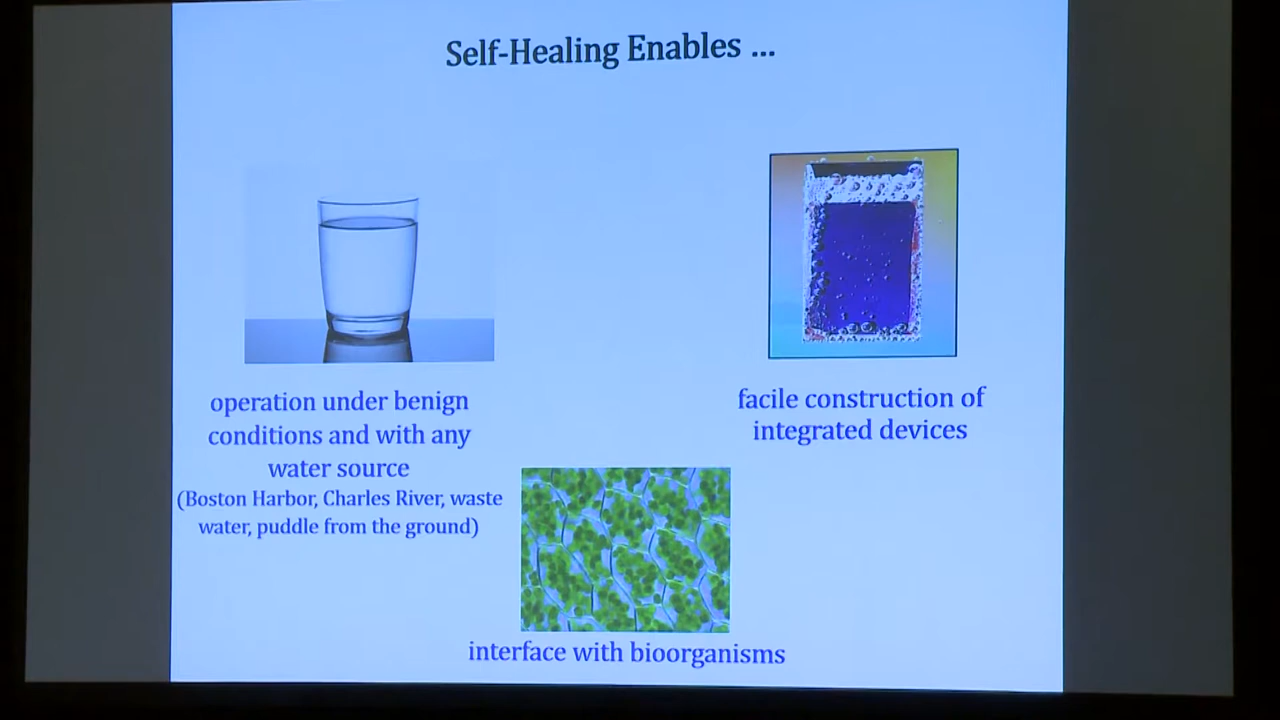 Self-Healing Enables ...
operation under benign
conditions and with any
water source
(Boston Harbor, Charles River, waste
water, puddle from the ground)
facile construction of
integrated devices
interface with bioorganisms